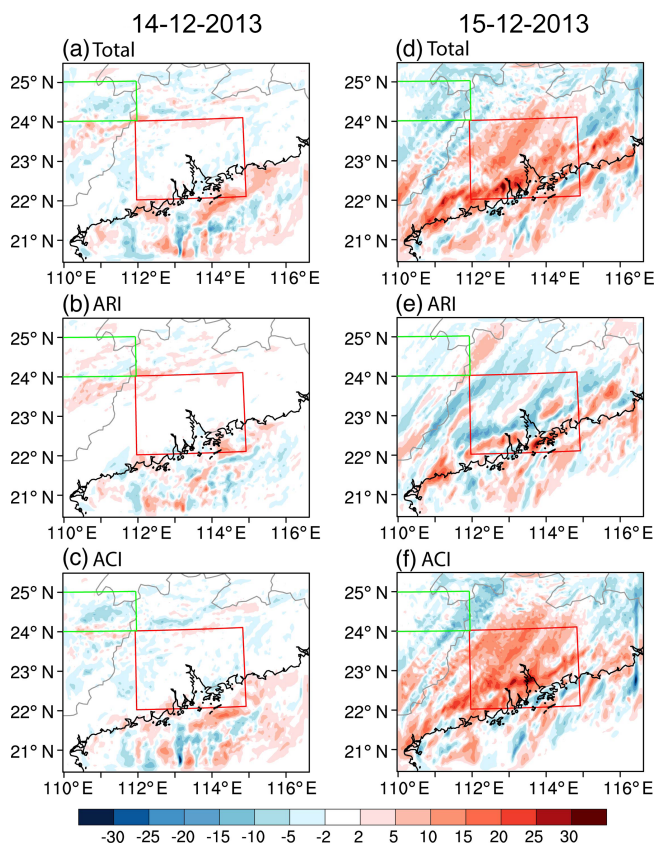 14-12-2013 15-12-2013
(a) Total (d) Total
25° N 25° N
24° N 24° N
23° N 23° N
22° N 22° N
21° N 21° N
110° E 112° E 114° E 116° E 110° E 112° E 114° E 116° E
(b) ARI (e) ARI
25° N 25° N
24° N 24° N
23° N 23° N
22° N 22° N
21° N 21° N
110° E 112° E 114° E 116° E 110° E 112° E 114° E 116° E
(c) ACI (f) ACI
25° N 25° N
24° N 24° N
23° N 23° N
22° N 22° N
21° N 21° N
110° E 112° E 114° E 116° E 110° E 112° E 114° E 116° E
-30 -25 -20 -15 -10 -5 -2 2 5 10 15 20 25 30